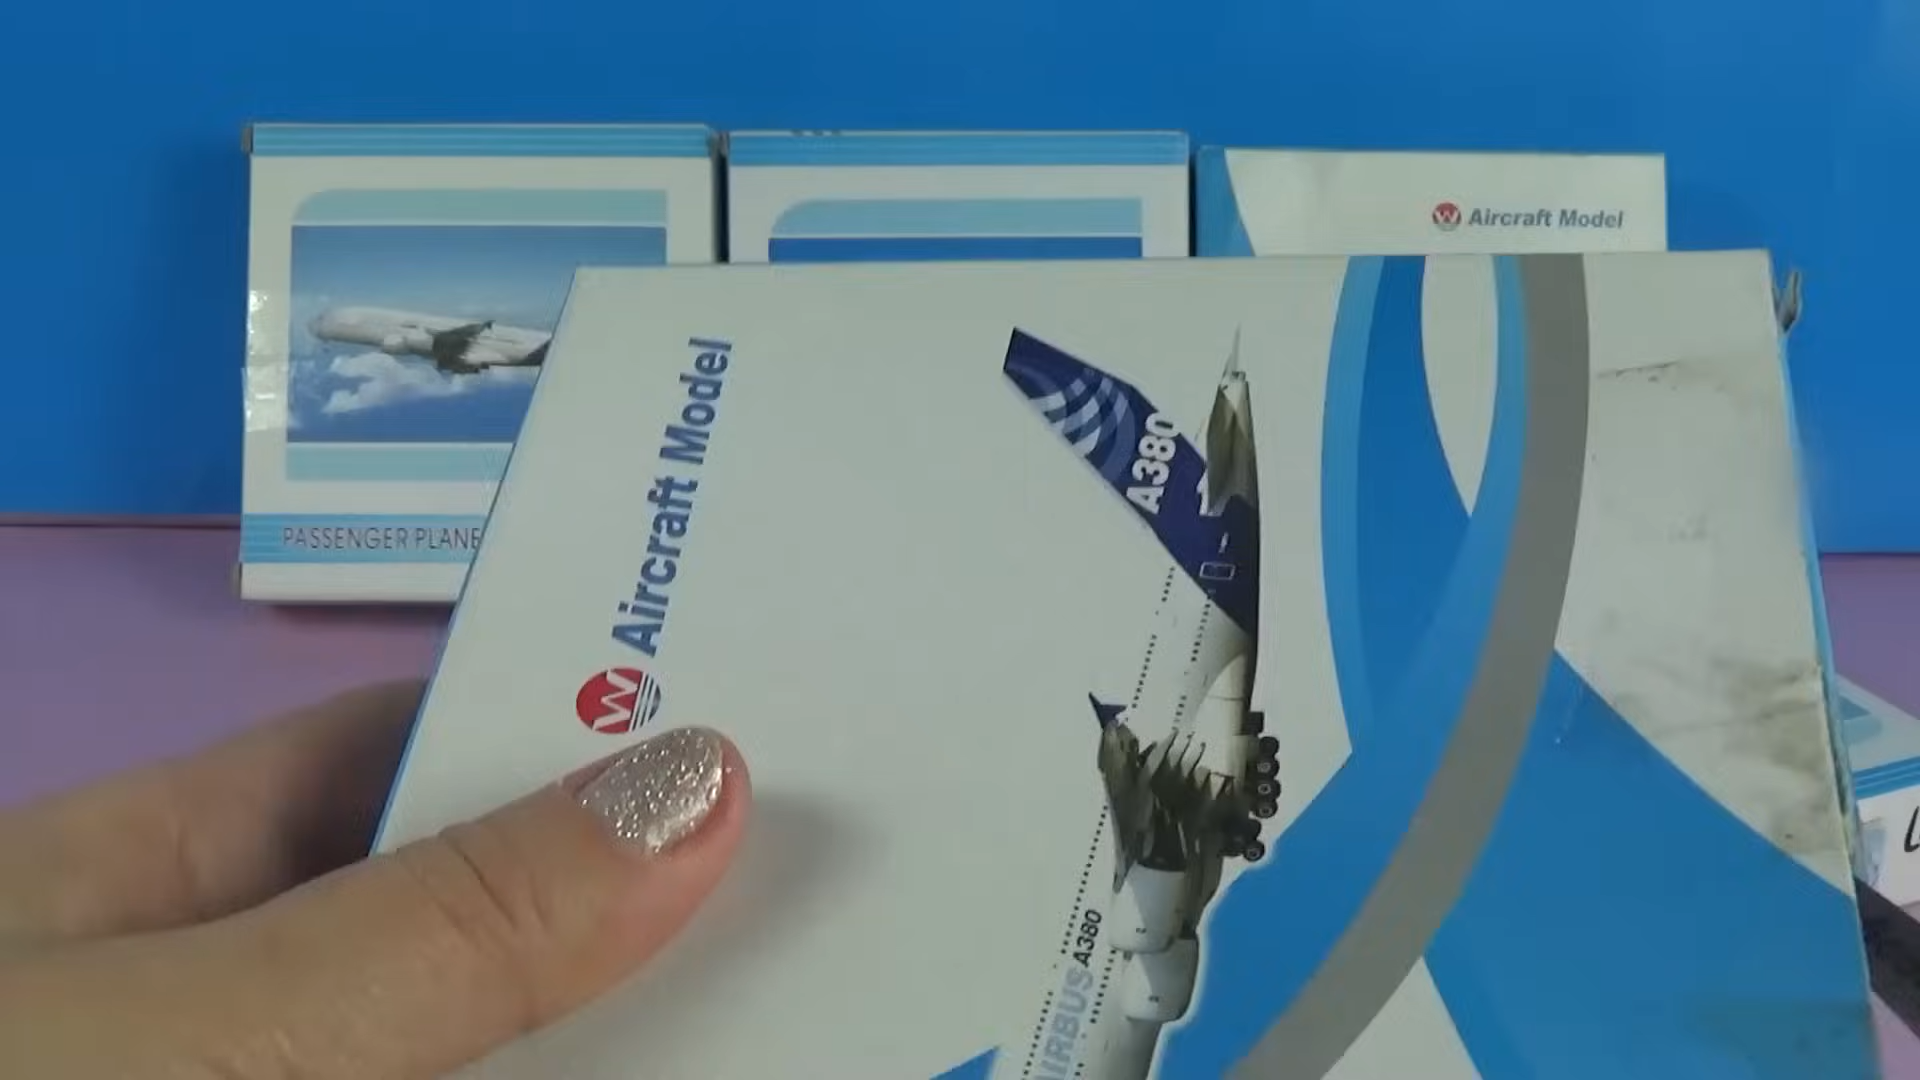 Aircraft Model
PASSENGER PLANE
W Aircraft Model
A380
AIRBUS A380